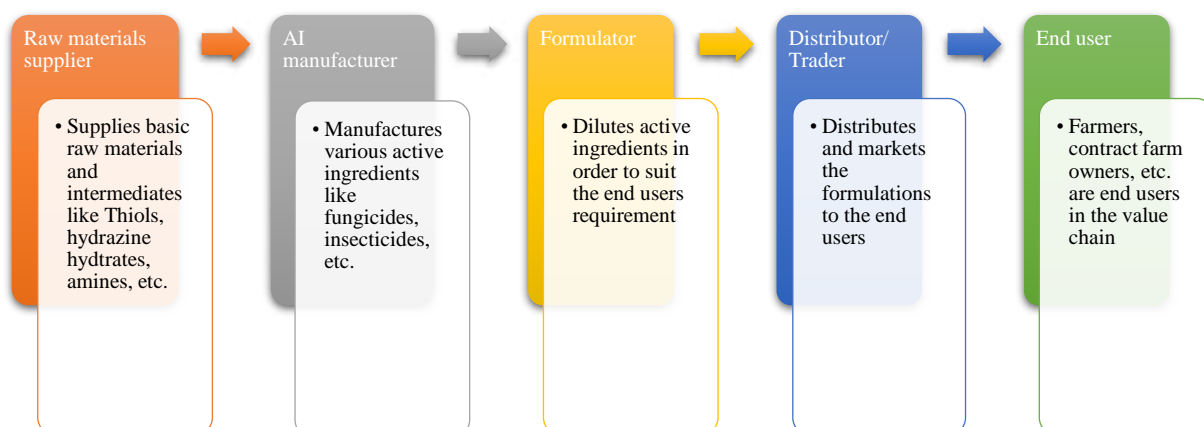 Raw materials
supplier
• Supplies basic
raw materials
and
intermediates
like Thiols,
hydrazine
hydtrates,
amines, etc.
AI
manufacturer
• Manufactures
various active
ingredients
like
fungicides,
insecticides,
etc.
Formulator
• Dilutes active
ingredients in
order to suit
the end users
requirement
Distributor/
Trader
• Distributes
and markets
the
formulations
to the end
users
End user
• Farmers,
contract farm
owners, etc.
are end users
in the value
chain